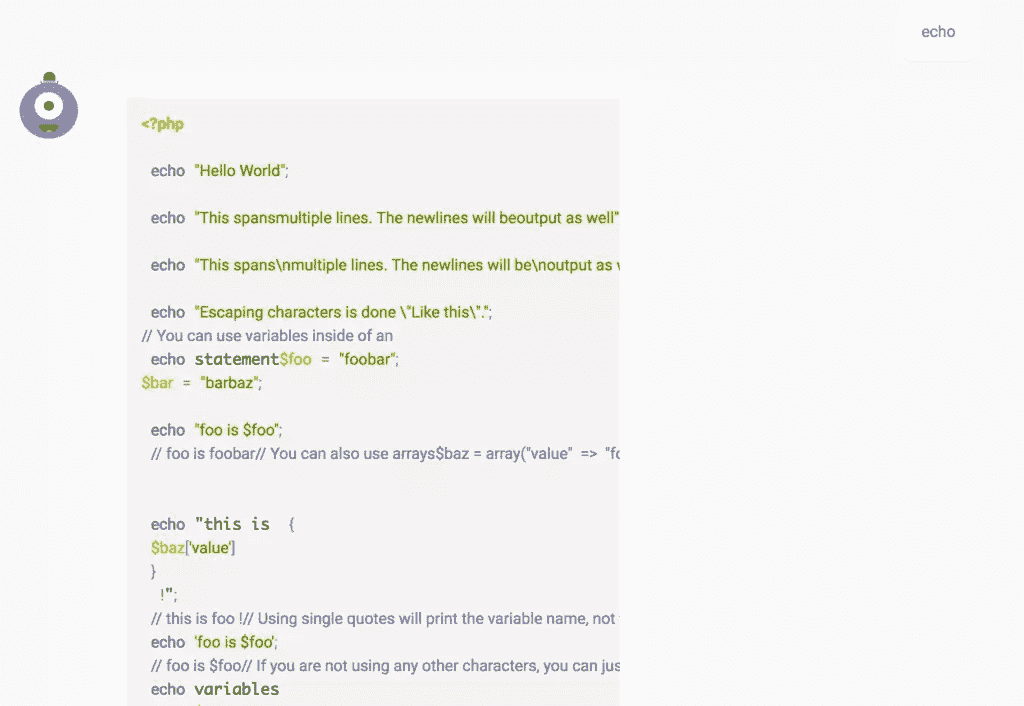 echo
<?php
echo "Hello World";
echo "This spansmultiple lines. The newlines will beoutput as well"
echo "This spans\nmultiple lines. The newlines will be\noutput as
echo "Escaping characters is done \"Like this\".";
// You can use variables inside of an
echo statement$foo = "foobar";
$bar = "barbaz";
echo "foo is $foo";
// foo is foobar// You can also use arrays$baz = array("value" => "fo
echo "this is {
$baz['value']
}
!";
// this is foo !// Using single quotes will print the variable name, not
echo 'foo is $foo';
// foo is $foo// If you are not using any other characters, you can jus
echo variables